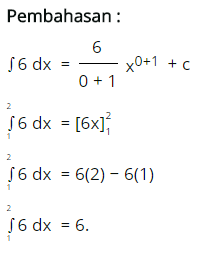 Pembahasan :
∫6 dx = 6/(0 + 1) x⁰⁺¹ + c
₁²∫6 dx = [6x]₁²
₁²∫6 dx = 6(2) − 6(1)
₁²∫6 dx = 6.